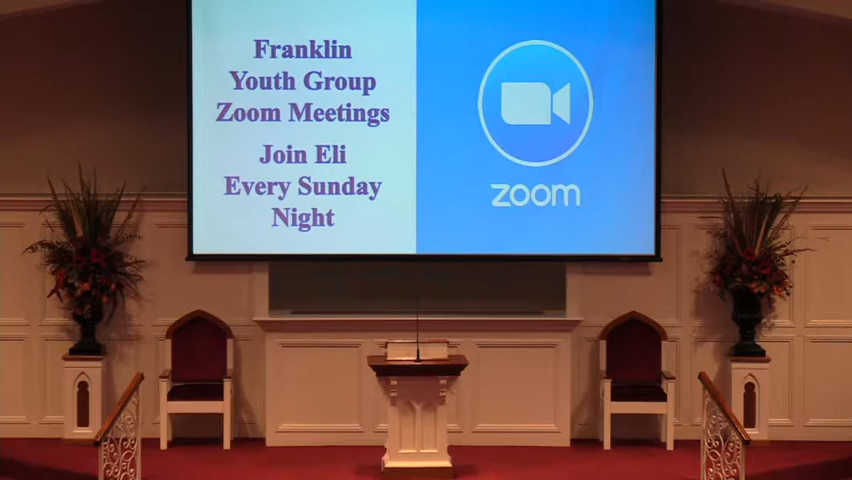 Franklin
Youth Group
Zoom Meetings
Join Eli
Every Sunday
Night
zoom